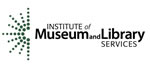 INSTITUTE of
Museum and Library
SERVICES